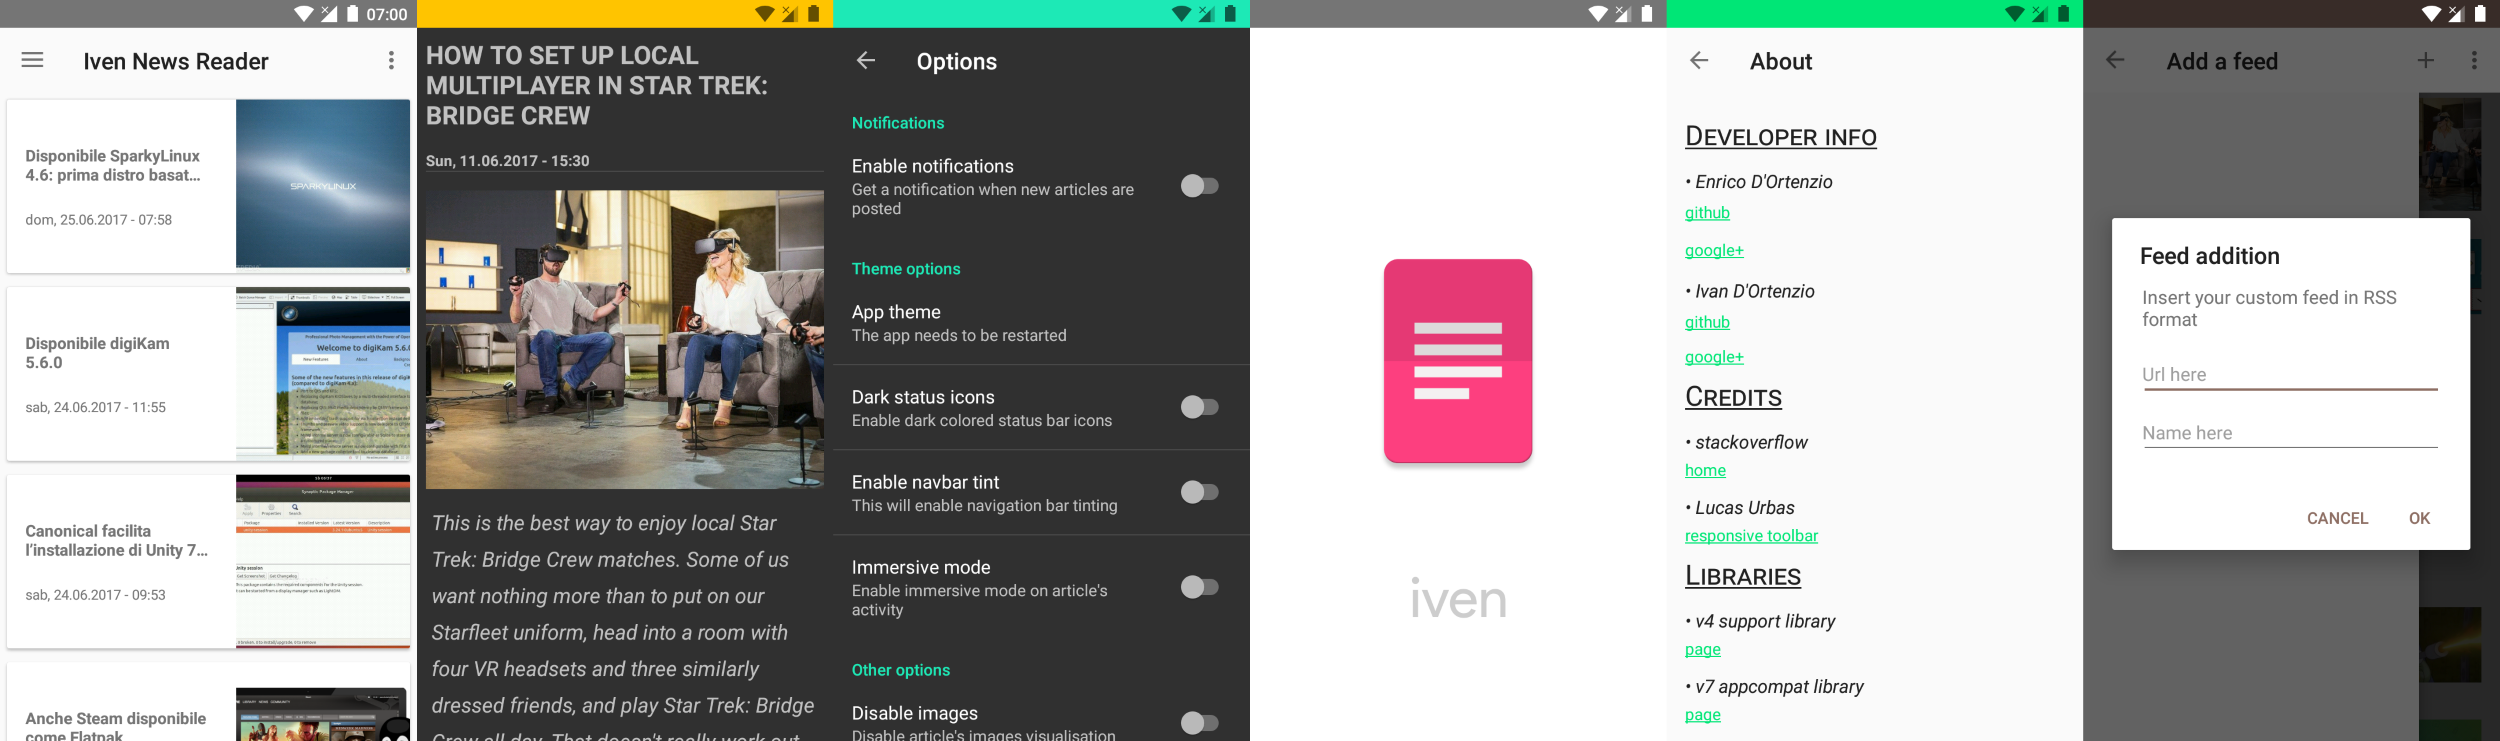 07:00
Iven News Reader
Disponibile SparkyLinux
4.6: prima distro basat...
dom, 25.06.2017 - 07:58
SPARKYLINUX
Disponibile digiKam
5.6.0
sab, 24.06.2017 - 11:55
Welcome to digiKam 5.6.0
Canonical facilita
l'installazione di Unity 7...
sab, 24.06.2017 - 09:53
Synaptic Package Manager
Anche Steam disponibile
come Flatpak
HOW TO SET UP LOCAL
MULTIPLAYER IN STAR TREK:
BRIDGE CREW
Sun, 11.06.2017 - 15:30
This is the best way to enjoy local Star
Trek: Bridge Crew matches. Some of us
want nothing more than to put on our
Starfleet uniform, head into a room with
four VR headsets and three similarly
dressed friends, and play Star Trek: Bridge
Crew all day. That doesn't really work out
Options
Notifications
Enable notifications
Get a notification when new articles are
posted
Theme options
App theme
The app needs to be restarted
Dark status icons
Enable dark colored status bar icons
Enable navbar tint
This will enable navigation bar tinting
Immersive mode
Enable immersive mode on article's
activity
Other options
Disable images
Disable article's images visualisation
iven
About
DEVELOPER INFO
• Enrico D'Ortenzio
github
google+
• Ivan D'Ortenzio
github
google+
CREDITS
• stackoverflow
home
• Lucas Urbas
responsive toolbar
LIBRARIES
• v4 support library
page
• v7 appcompat library
page
Add a feed
Feed addition
Insert your custom feed in RSS
format
Url here
Name here
CANCEL OK